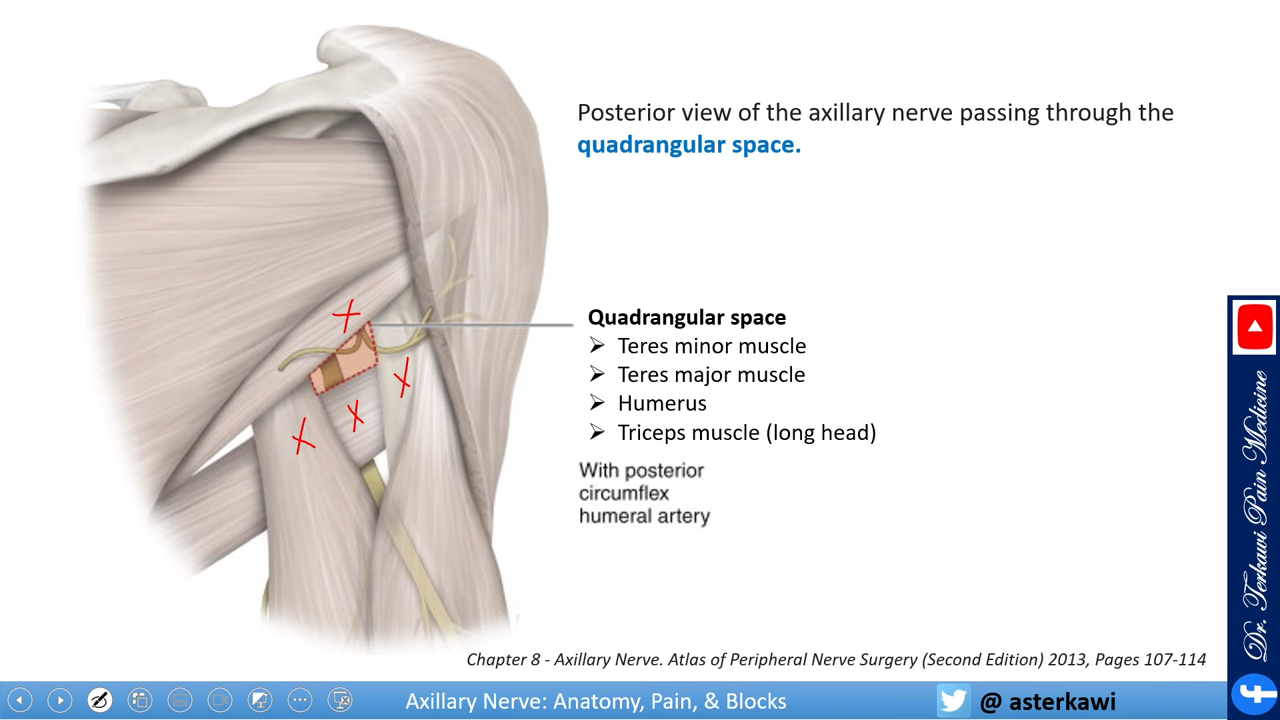 Posterior view of the axillary nerve passing through the
quadrangular space.
Quadrangular space
➢ Teres minor muscle
➢ Teres major muscle
➢ Humerus
➢ Triceps muscle (long head)
With posterior
circumflex
humeral artery
Chapter 8 - Axillary Nerve. Atlas of Peripheral Nerve Surgery (Second Edition) 2013, Pages 107-114
Axillary Nerve: Anatomy, Pain, & Blocks
@ asterkawi
Dr. Terkawi Pain Medicine